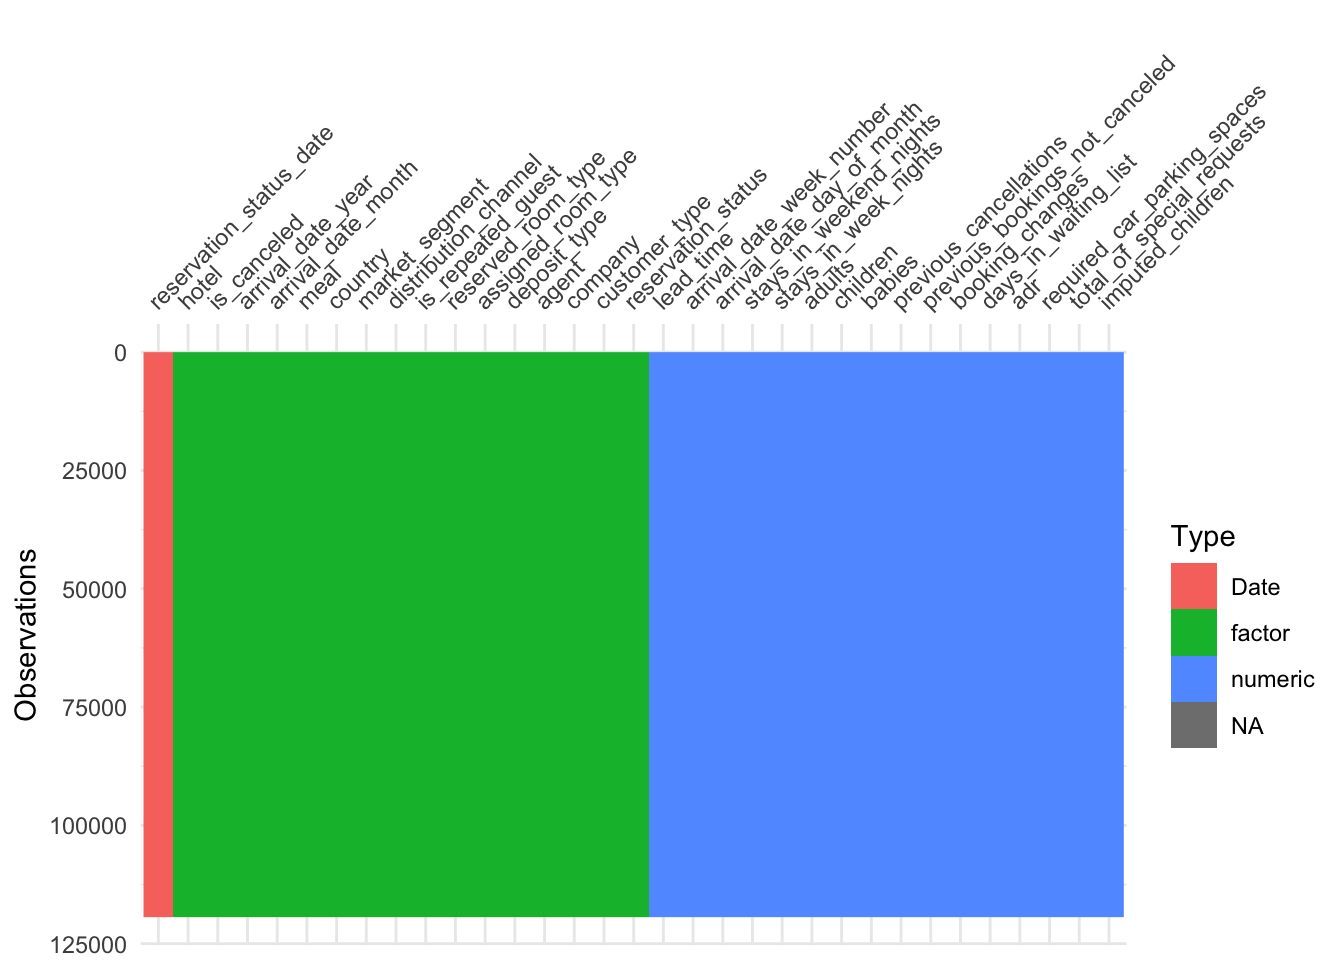 reservation_status_date
hotel
is_canceled
arrival_date_year
arrival_date_month
meal
country
market_segment
distribution_channel
is_repeated_guest
reserved_room_type
assigned_room_type
deposit_type
agent
company
customer_type
reservation_status
lead_time
arrival_date_week_number
arrival_date_day_of_month
stays_in_weekend_nights
stays_in_week_nights
adults
children
babies
previous_cancellations
previous_bookings_not_canceled
booking_changes
days_in_waiting_list
adr
required_car_parking_spaces
total_of_special_requests
imputed_children
0
25000
50000
75000
100000
125000
Observations
Type
Date
factor
numeric
NA